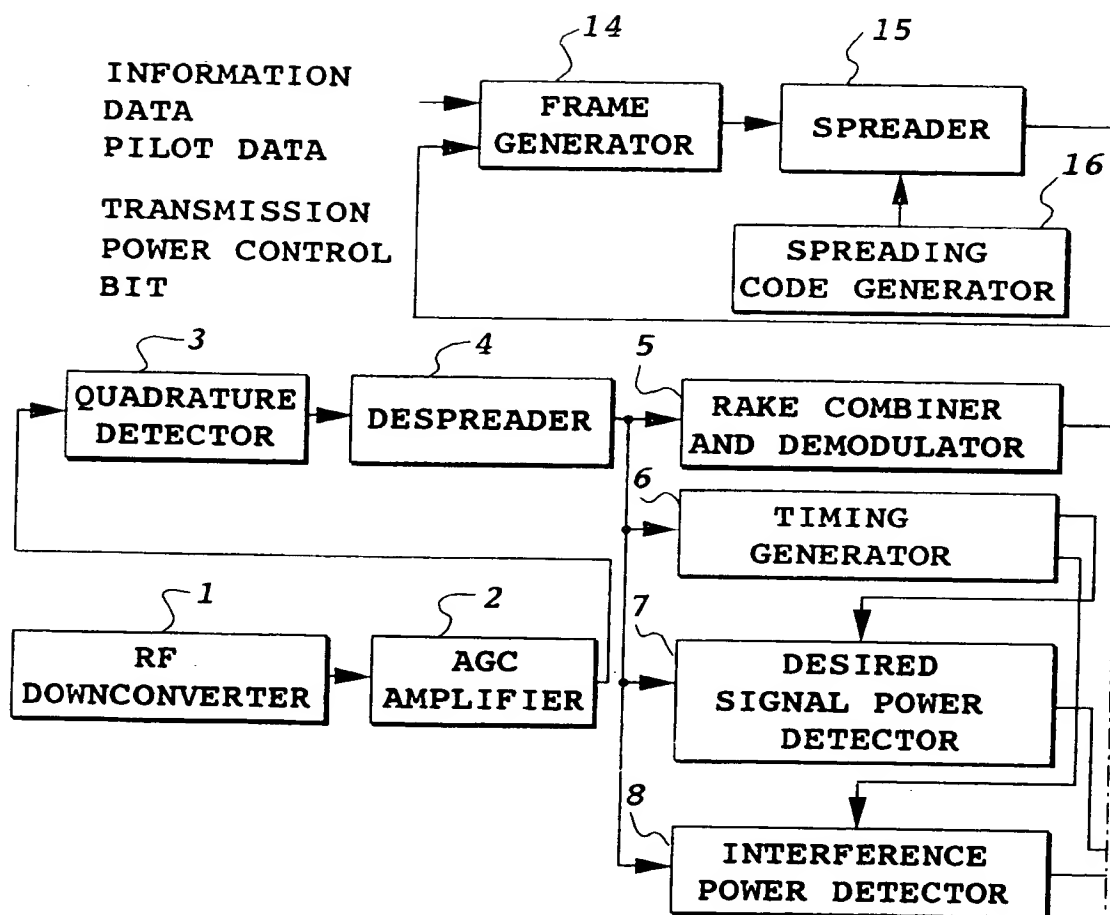 14
15
INFORMATION
DATA
PILOT DATA
FRAME
GENERATOR
SPREADER
16
TRANSMISSION
POWER CONTROL
BIT
SPREADING
CODE GENERATOR
3
4
5
QUADRATURE
DETECTOR
DESPREADER
RAKE COMBINER
AND DEMODULATOR
6
TIMING
GENERATOR
1
2
7
RF
DOWNCONVERTER
AGC
AMPLIFIER
DESIRED
SIGNAL POWER
DETECTOR
8
INTERFERENCE
POWER DETECTOR